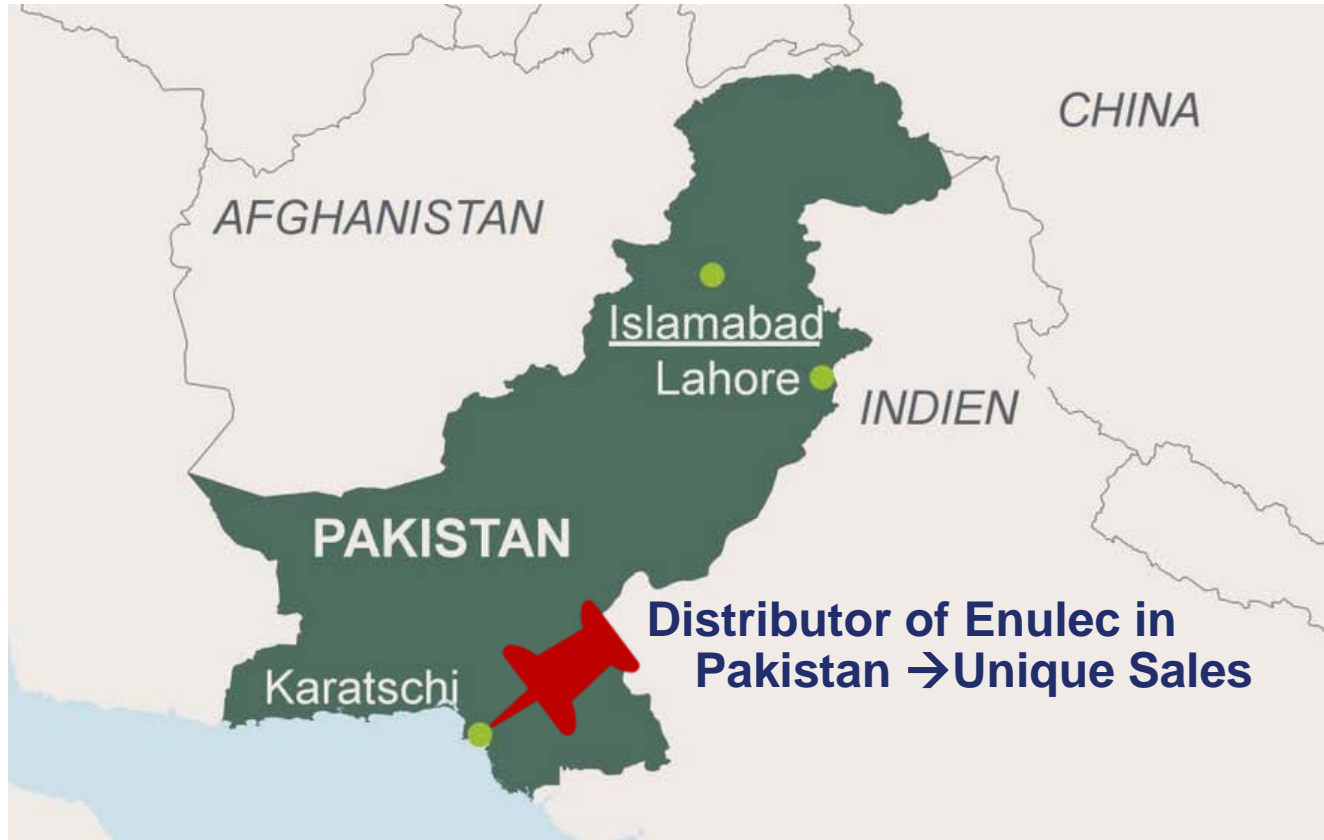 CHINA
AFGHANISTAN
Islamabad
Lahore
INDIEN
PAKISTAN
Distributor of Enulec in
Pakistan →Unique Sales
Karatschi